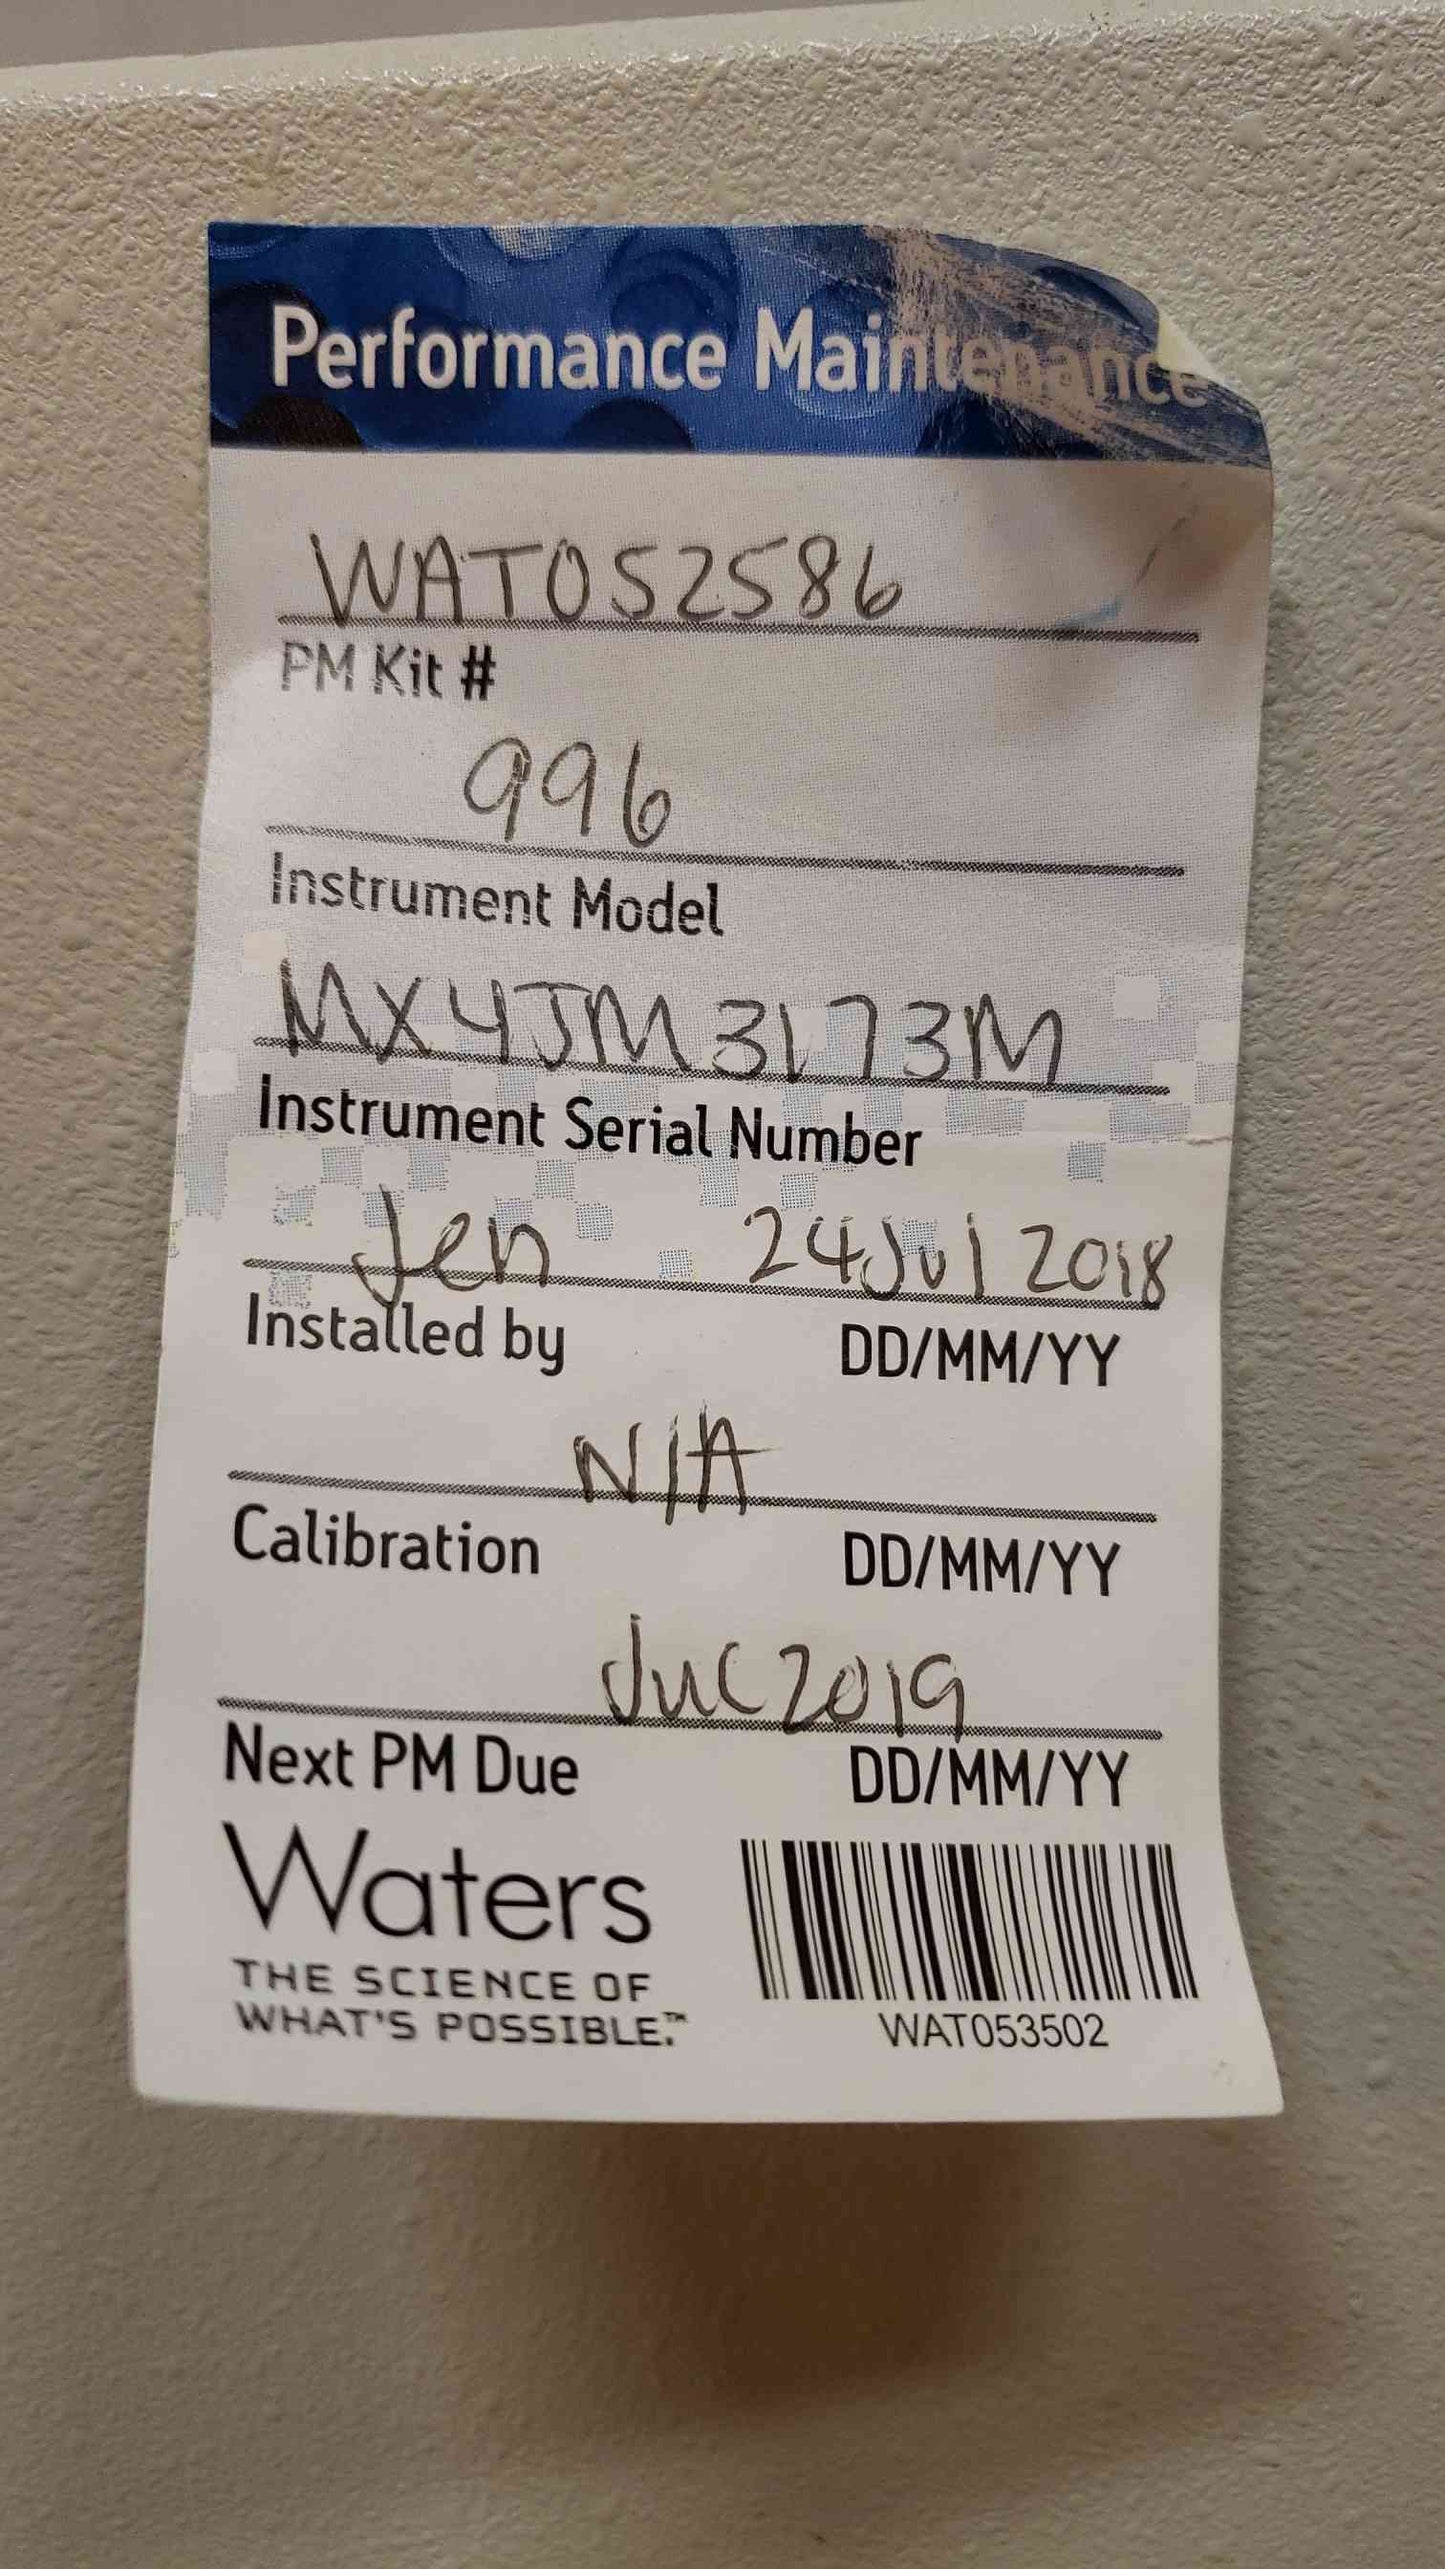 Performance Maintenance
WAT052586
PM Kit #
996
Instrument Model
MX4JM3173M
Instrument Serial Number
Jen 24Jul 2018
Installed by DD/MM/YY
N/A
Calibration DD/MM/YY
Jul 2019
Next PM Due DD/MM/YY
Waters
THE SCIENCE OF
WHAT'S POSSIBLE.™
WAT053502